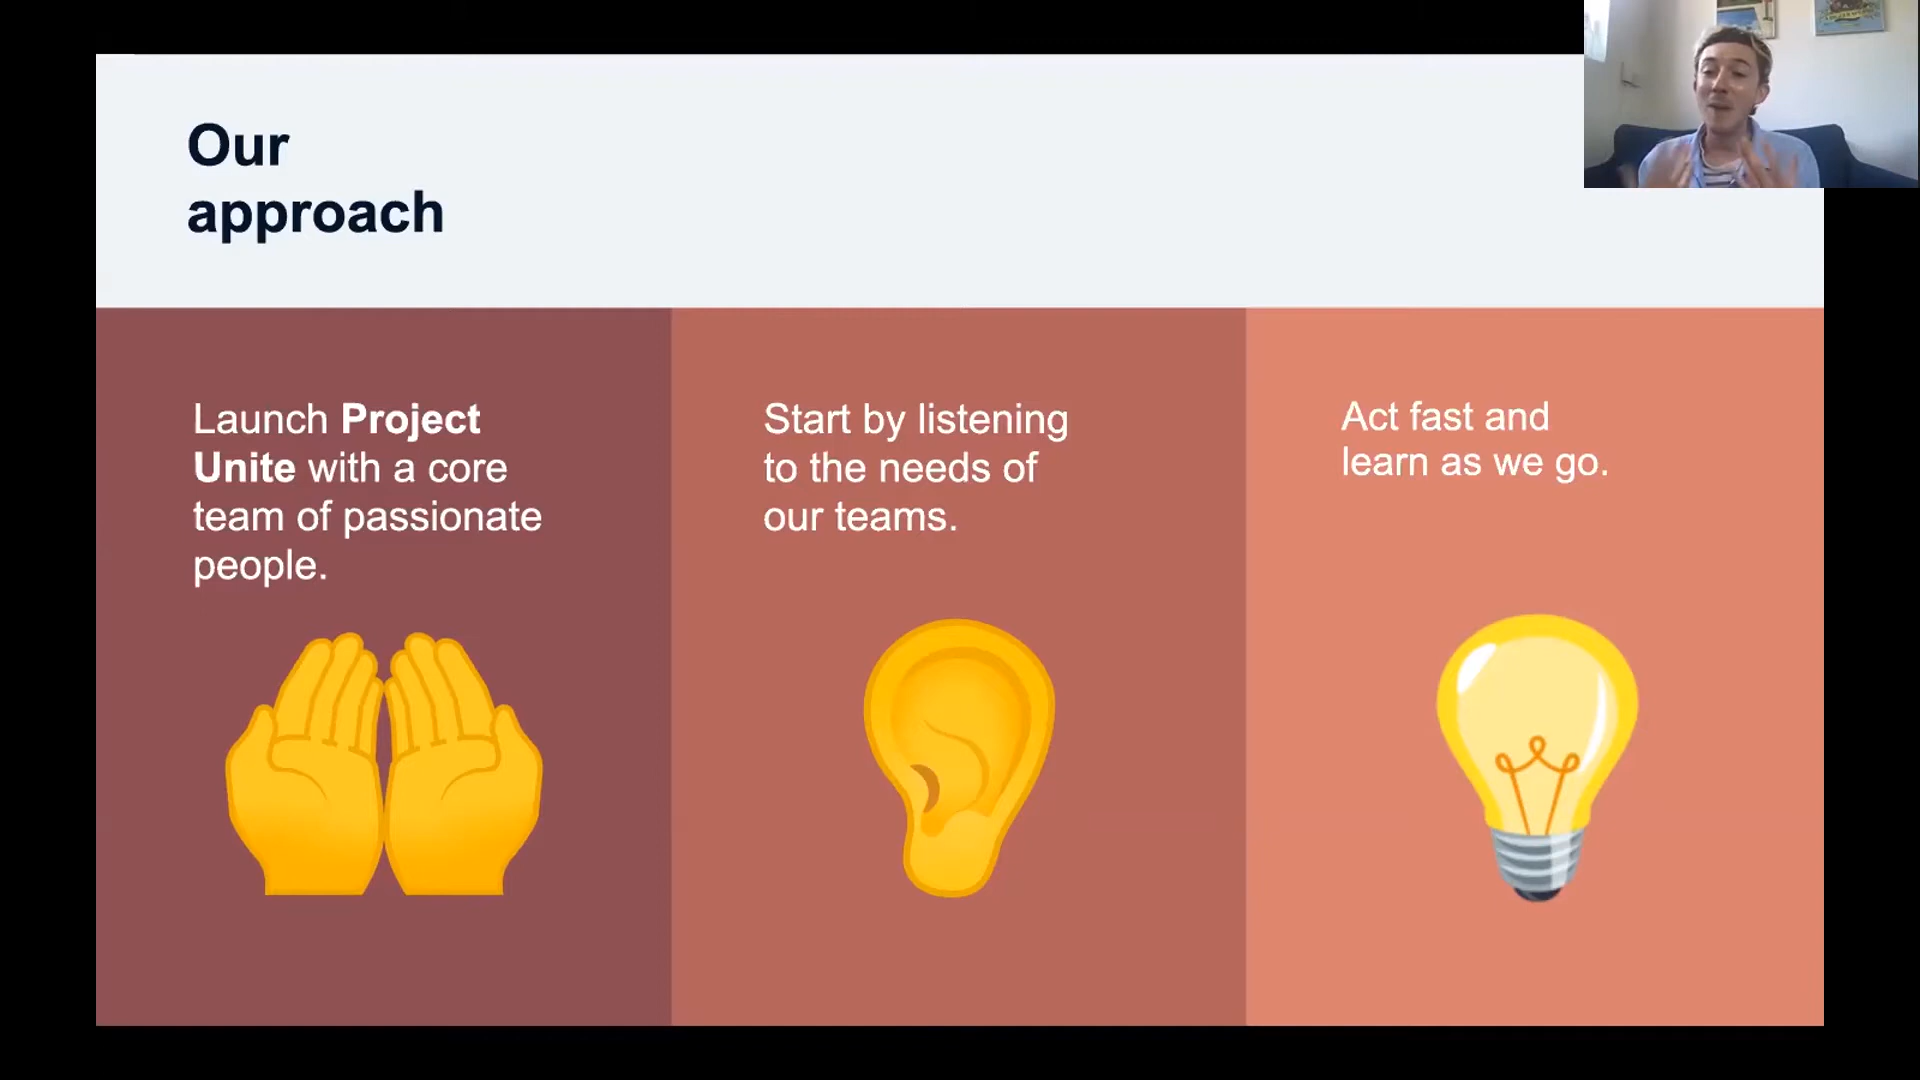 Our
approach
Launch Project
Unite with a core
team of passionate
people.
Start by listening
to the needs of
our teams.
Act fast and
learn as we go.